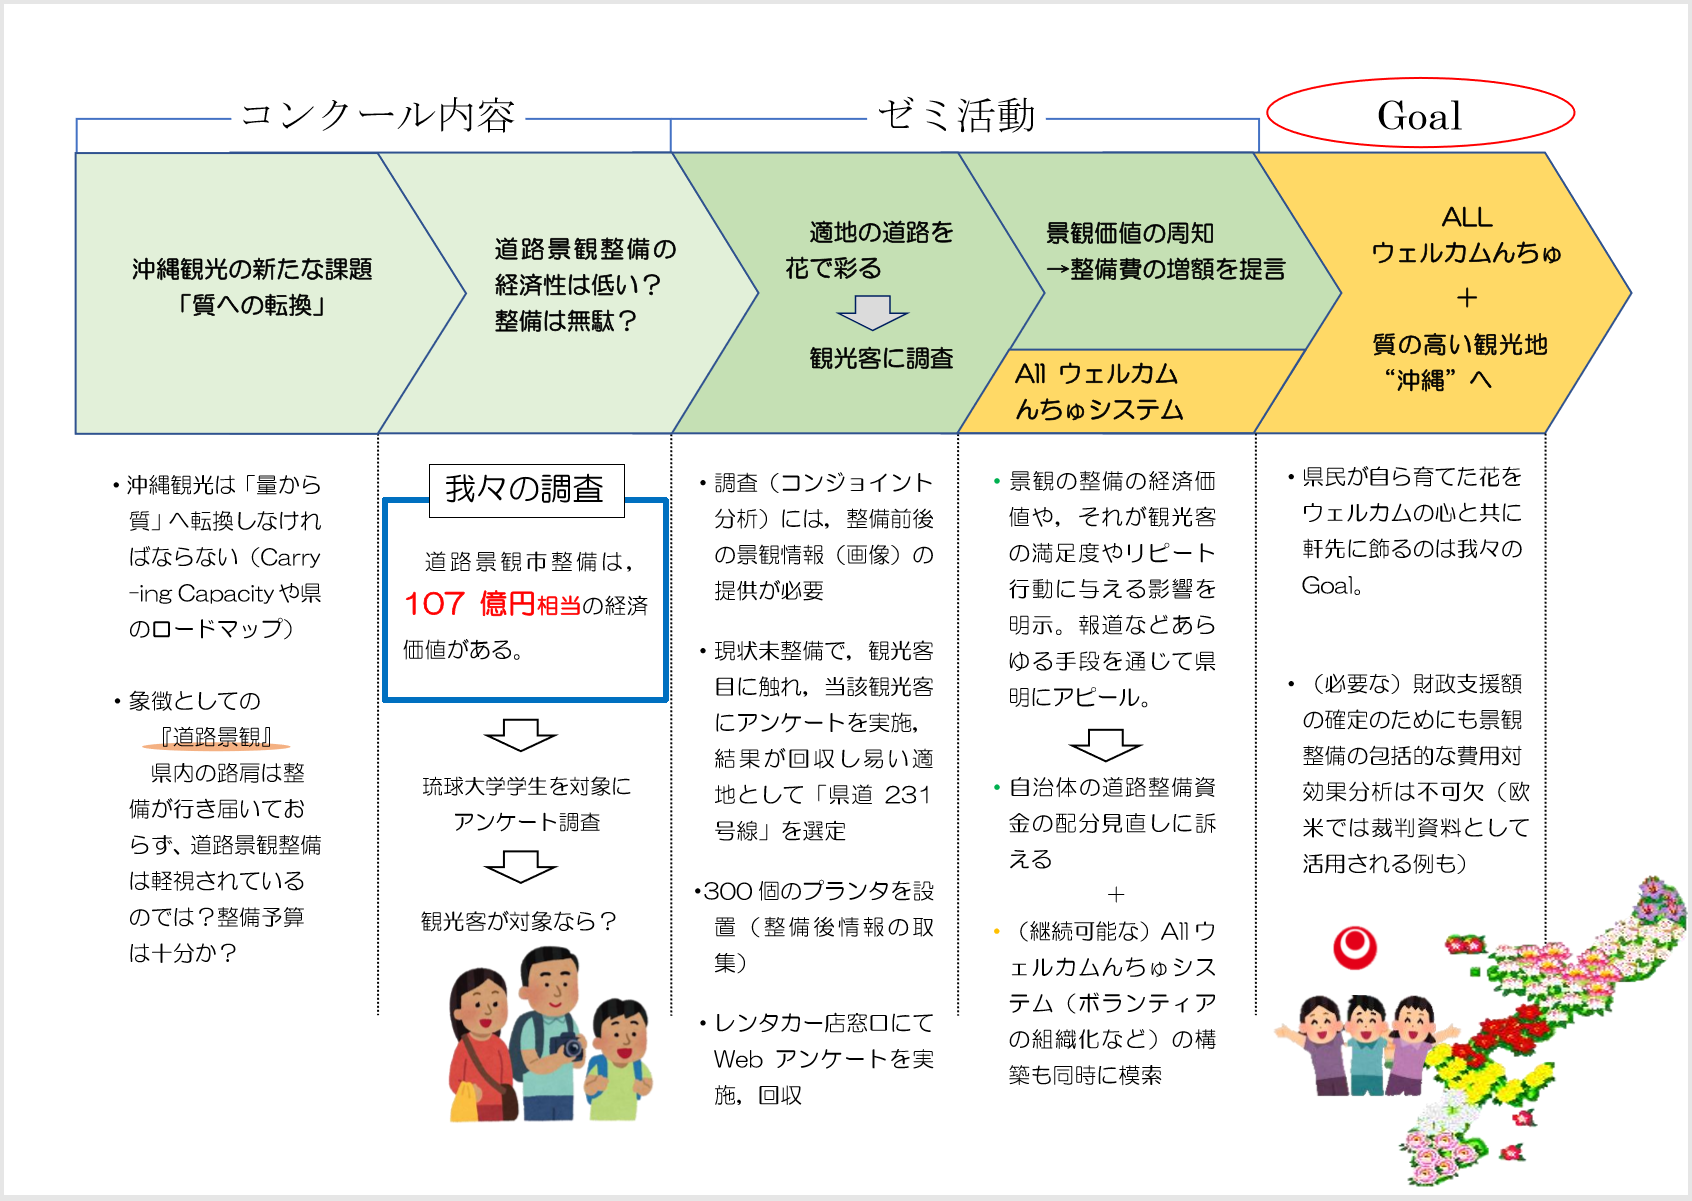 コンクール内容
ゼミ活動
Goal
沖縄観光の新たな課題
「質への転換」
道路景観整備の
経済性は低い？
整備は無駄？
適地の道路を
花で彩る
観光客に調査
景観価値の周知
→整備費の増額を提言
All ウェルカム
んちゅシステム
ALL
ウェルカムんちゅ
＋
質の高い観光地
“沖縄” へ
・沖縄観光は「量から
質」へ転換しなけれ
ばならない（Carry
-ing Capacityや県
のロードマップ）
・象徴としての
『道路景観』
県内の路肩は整
備が行き届いてお
らず、道路景観整備
は軽視されている
のでは？整備予算
は十分か？
我々の調査
道路景観市整備は，
107 億円相当の経済
価値がある。
琉球大学学生を対象に
アンケート調査
観光客が対象なら？
・調査（コンジョイント
分析）には，整備前後
の景観情報（画像）の
提供が必要
・現状未整備で，観光客
目に触れ，当該観光客
にアンケートを実施，
結果が回収し易い適
地として「県道 231
号線」を選定
・300 個のプランタを設
置（整備後情報の取
集）
・レンタカー店窓口にて
Web アンケートを実
施，回収
・景観の整備の経済価
値や，それが観光客
の満足度やリピート
行動に与える影響を
明示。報道などあら
ゆる手段を通じて県
明にアピール。
・自治体の道路整備資
金の配分見直しに訴
える
＋
・（継続可能な）All ウ
ェルカムんちゅシス
テム（ボランティア
の組織化など）の構
築も同時に模索
・県民が自ら育てた花を
ウェルカムの心と共に
軒先に飾るのは我々の
Goal。
・（必要な）財政支援額
の確定のためにも景観
整備の包括的な費用対
効果分析は不可欠（欧
米では裁判資料として
活用される例も）